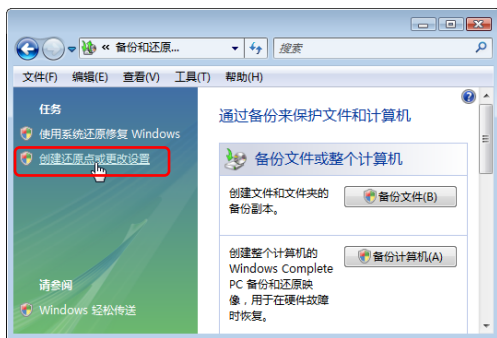 « 备份和还原... 搜索
文件(F) 编辑(E) 查看(V) 工具(T) 帮助(H)
任务
使用系统还原修复 Windows
创建还原点或更改设置
请参阅
Windows 轻松传送
通过备份来保护文件和计算机
备份文件或整个计算机
创建文件和文件夹的
备份副本。
备份文件(B)
创建整个计算机的
Windows Complete
PC 备份和还原映
像，用于在硬件故障
时恢复。
备份计算机(A)